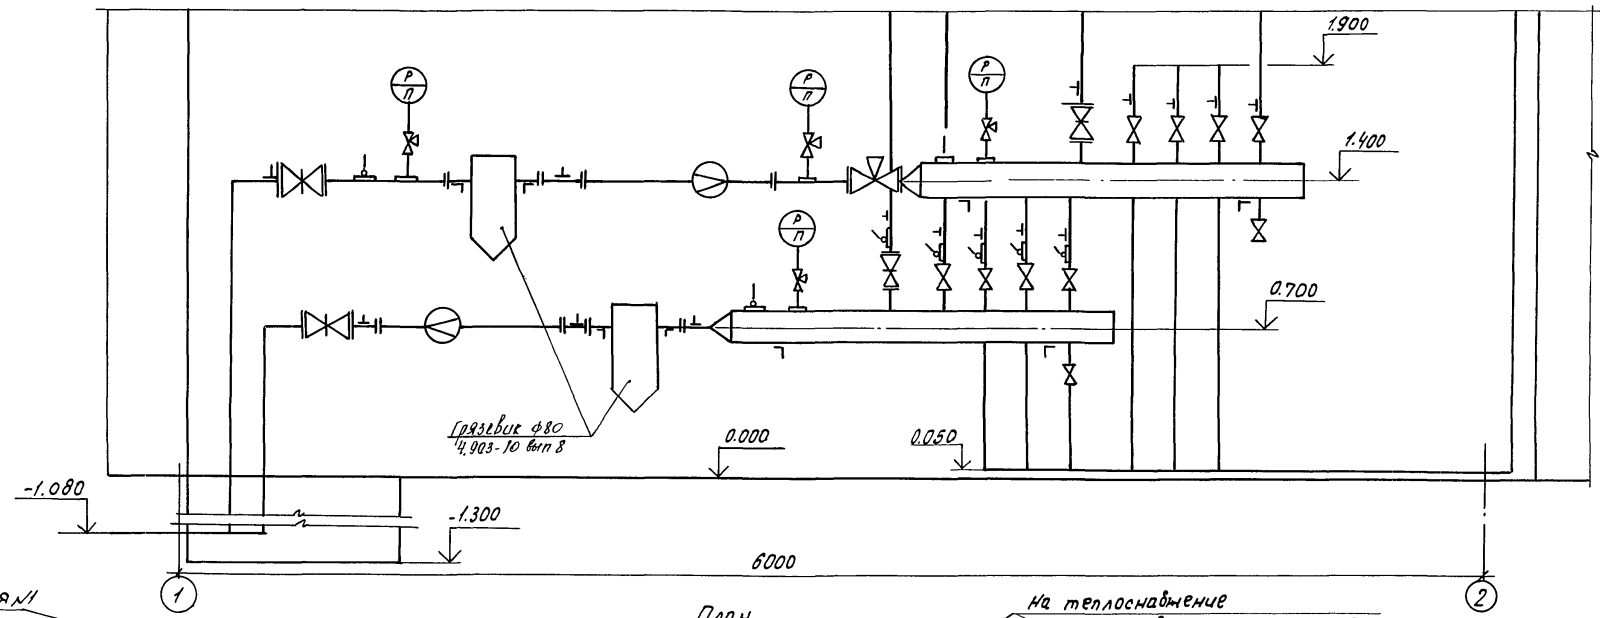 1.900
P
П
P
П
P
П
1.400
P
П
0.700
Грязевик ф80
4.903-10 вып 8
0.000
0.050
-1.080
-1.300
6000
1
2
План
На теплоснабжение